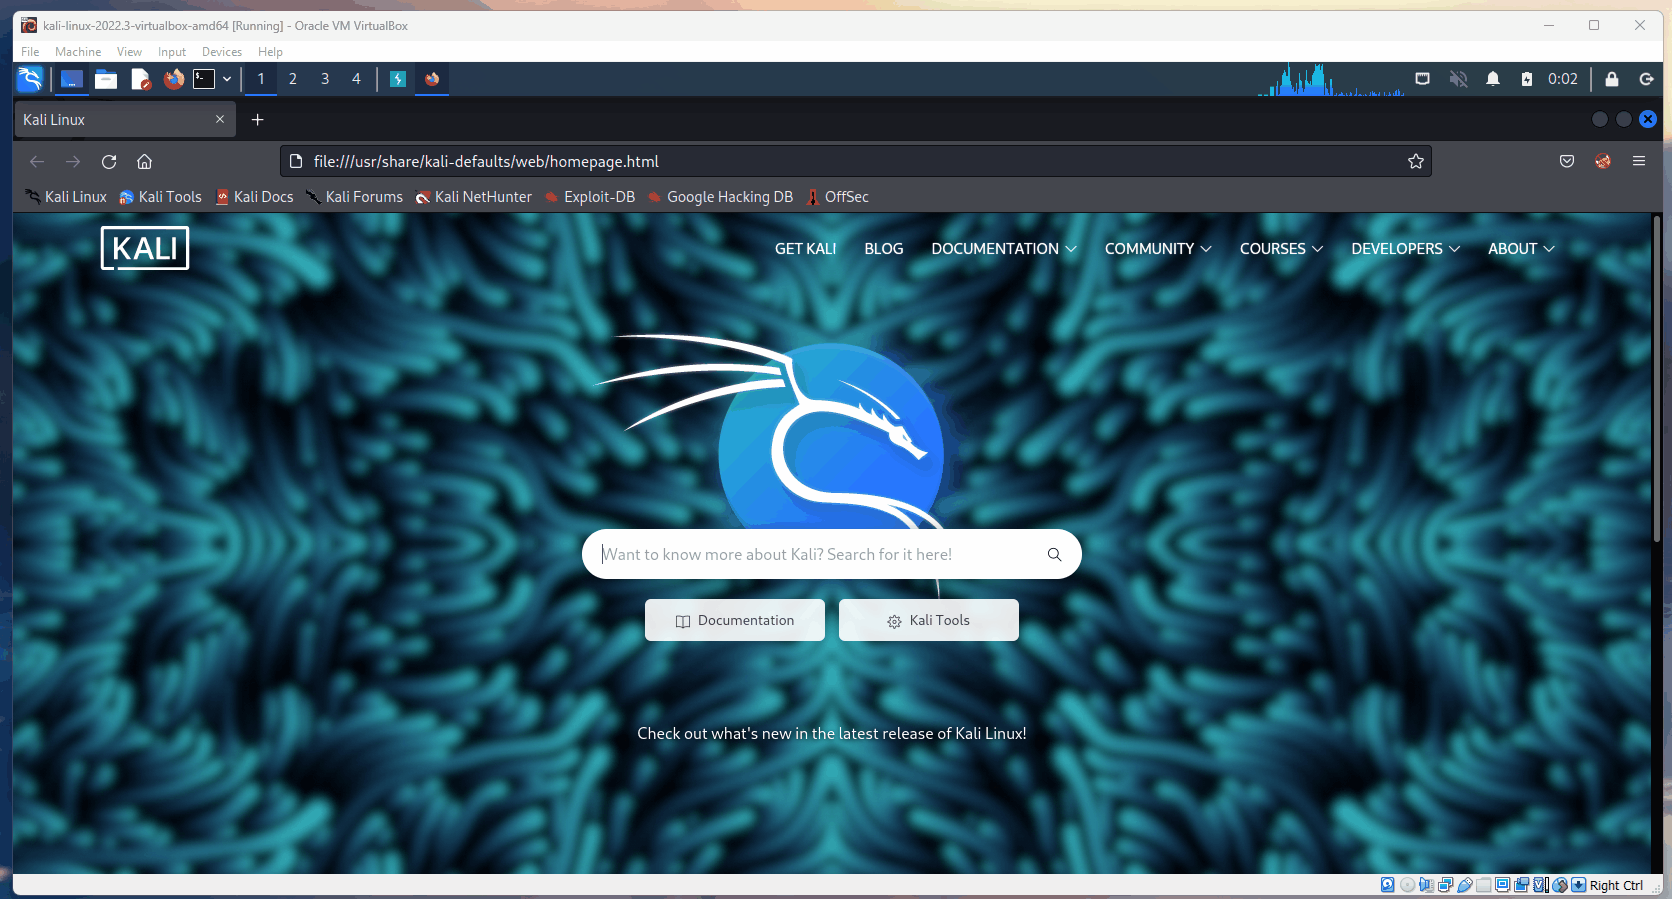 kali-linux-2022.3-virtualbox-amd64 [Running] - Oracle VM VirtualBox
File Machine View Input Devices Help
1 2 3 4 0:02
Kali Linux
file:///usr/share/kali-defaults/web/homepage.html
Kali Linux Kali Tools Kali Docs Kali Forums Kali NetHunter Exploit-DB Google Hacking DB OffSec
KALI GET KALI BLOG DOCUMENTATION COMMUNITY COURSES DEVELOPERS ABOUT
Want to know more about Kali? Search for it here!
Documentation Kali Tools
Check out what's new in the latest release of Kali Linux!
Right Ctrl